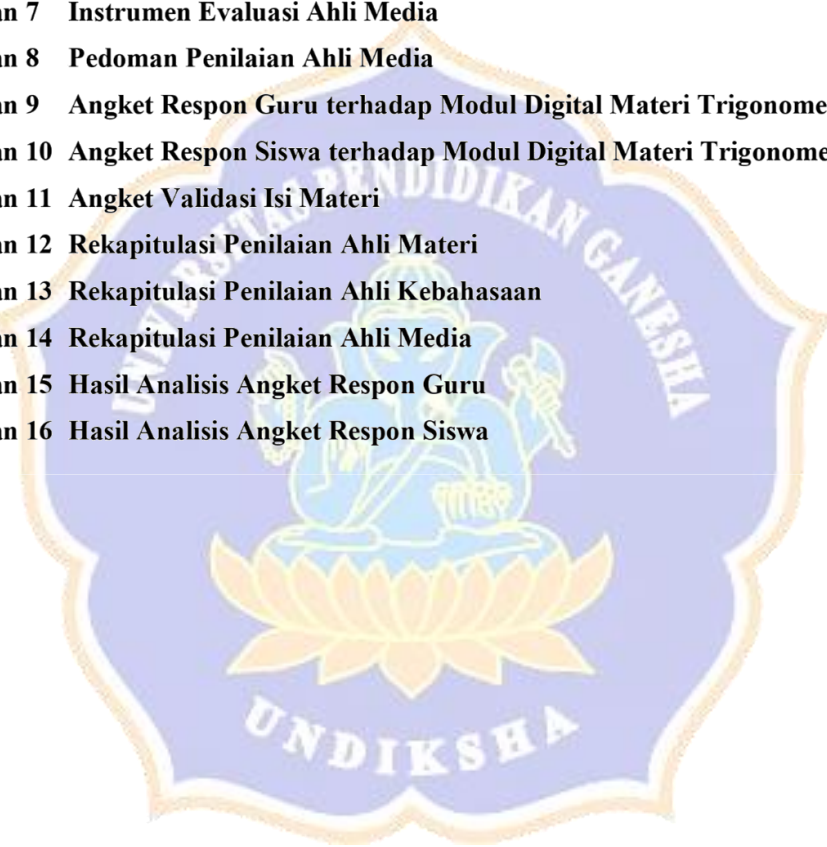 an 7 Instrumen Evaluasi Ahli Media
an 8 Pedoman Penilaian Ahli Media
an 9 Angket Respon Guru terhadap Modul Digital Materi Trigonome
an 10 Angket Respon Siswa terhadap Modul Digital Materi Trigonome
an 11 Angket Validasi Isi Materi
an 12 Rekapitulasi Penilaian Ahli Materi
an 13 Rekapitulasi Penilaian Ahli Kebahasaan
an 14 Rekapitulasi Penilaian Ahli Media
an 15 Hasil Analisis Angket Respon Guru
an 16 Hasil Analisis Angket Respon Siswa
UNIVERSITAS PENDIDIKAN GANESHA
UNDIKSHA